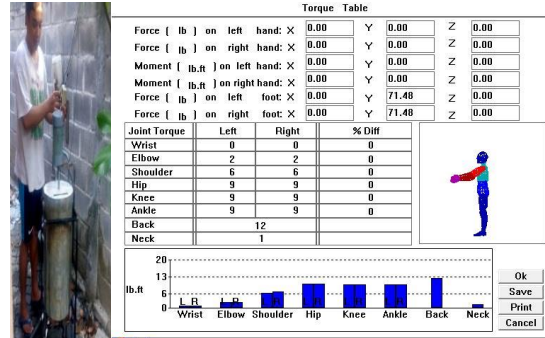 Torque Table
Force ( lb ) on left hand: X 0.00 Y 0.00 Z 0.00
Force ( lb ) on right hand: X 0.00 Y 0.00 Z 0.00
Moment ( lb.ft ) on left hand: X 0.00 Y 0.00 Z 0.00
Moment ( lb.ft ) on right hand: X 0.00 Y 0.00 Z 0.00
Force ( lb ) on left foot: X 0.00 Y 71.48 Z 0.00
Force ( lb ) on right foot: X 0.00 Y 71.48 Z 0.00
Joint Torque Left Right % Diff
Wrist 0 0 0
Elbow 2 2 0
Shoulder 6 6 0
Hip 9 9 0
Knee 9 9 0
Ankle 9 9 0
Back 12
Neck 1
20
13
lb.ft
6
0
L R L R L R L R L R L R
Wrist Elbow Shoulder Hip Knee Ankle Back Neck
Ok
Save
Print
Cancel